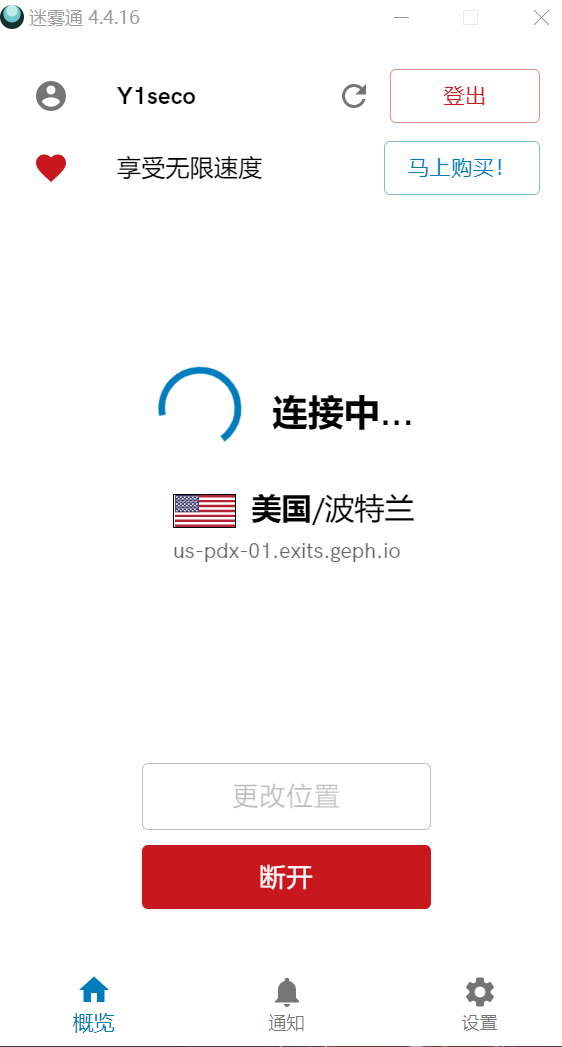 迷雾通 4.4.16
Y1seco
登出
享受无限速度
马上购买！
连接中...
美国/波特兰
us-pdx-01.exits.geph.io
更改位置
断开
概览
通知
设置